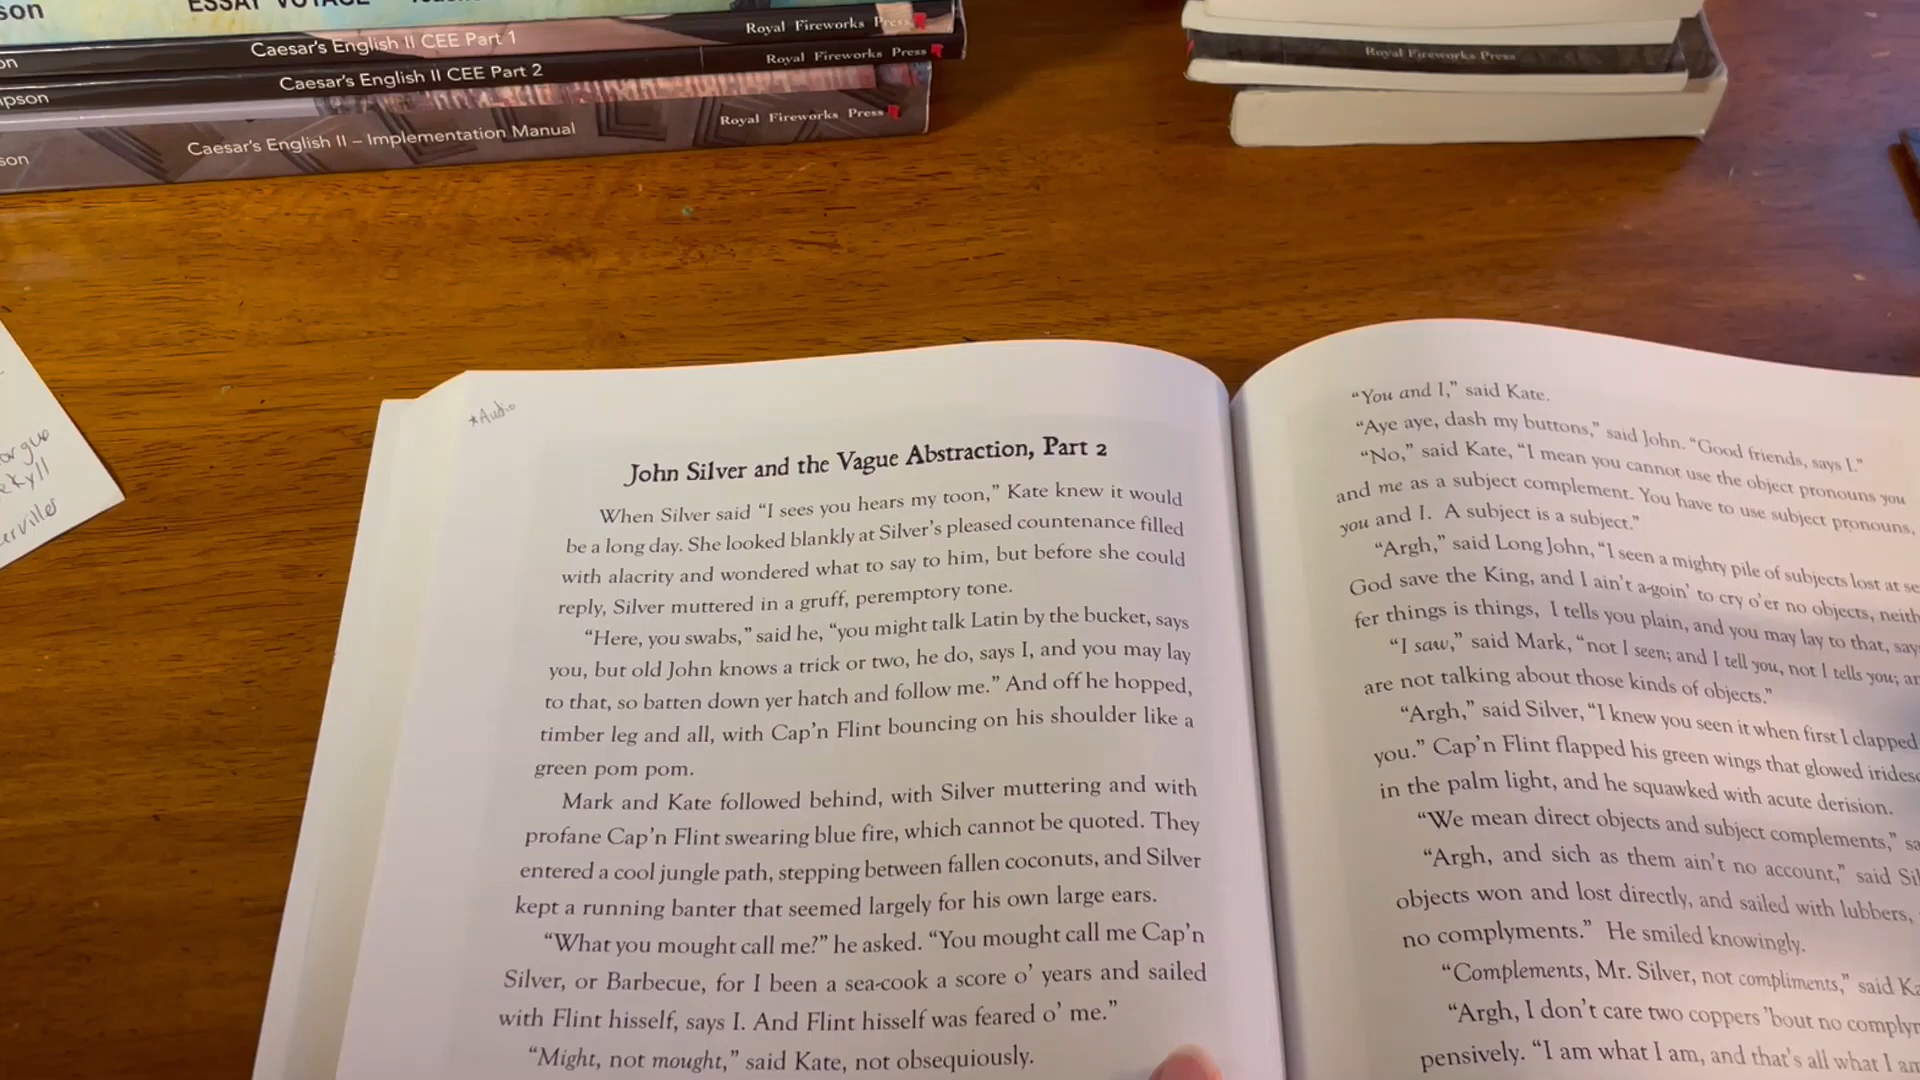 son
ESSAY VOYAGE
Caesar's English II CEE Part 1
Royal Fireworks Press
on
Caesar's English II CEE Part 2
Royal Fireworks Press
mpson
Caesar's English II – Implementation Manual
Royal Fireworks Press
son
Royal Fireworks Press
*Audio
John Silver and the Vague Abstraction, Part 2
When Silver said “I sees you hears my toon,” Kate knew it would
be a long day. She looked blankly at Silver's pleased countenance filled
with alacrity and wondered what to say to him, but before she could
reply, Silver muttered in a gruff, peremptory tone.
“Here, you swabs,” said he, “you might talk Latin by the bucket, says
you, but old John knows a trick or two, he do, says I, and you may lay
to that, so batten down yer hatch and follow me.” And off he hopped,
timber leg and all, with Cap'n Flint bouncing on his shoulder like a
green pom pom.
Mark and Kate followed behind, with Silver muttering and with
profane Cap'n Flint swearing blue fire, which cannot be quoted. They
entered a cool jungle path, stepping between fallen coconuts, and Silver
kept a running banter that seemed largely for his own large ears.
“What you mought call me?” he asked. “You mought call me Cap'n
Silver, or Barbecue, for I been a sea-cook a score o' years and sailed
with Flint hisself, says I. And Flint hisself was feared o' me.”
“Might, not mought,” said Kate, not obsequiously.
“You and I,” said Kate.
“Aye aye, dash my buttons,” said John. “Good friends, says I.”
“No,” said Kate, “I mean you cannot use the object pronouns you
and me as a subject complement. You have to use subject pronouns,
you and I. A subject is a subject.”
“Argh,” said Long John, “I seen a mighty pile of subjects lost at se
God save the King, and I ain't a-goin' to cry o'er no objects, neith
fer things is things, I tells you plain, and you may lay to that, say
“I saw,” said Mark, “not I seen; and I tell you, not I tells you; an
are not talking about those kinds of objects.”
“Argh,” said Silver, “I knew you seen it when first I clapped
you.” Cap'n Flint flapped his green wings that glowed iridesc
in the palm light, and he squawked with acute derision.
“We mean direct objects and subject complements,” sa
“Argh, and sich as them ain't no account,” said Sil
objects won and lost directly, and sailed with lubbers,
no complyments.” He smiled knowingly.
“Complements, Mr. Silver, not compliments,” said Ka
“Argh, I don't care two coppers 'bout no complyn
pensively. “I am what I am, and that's all what I am